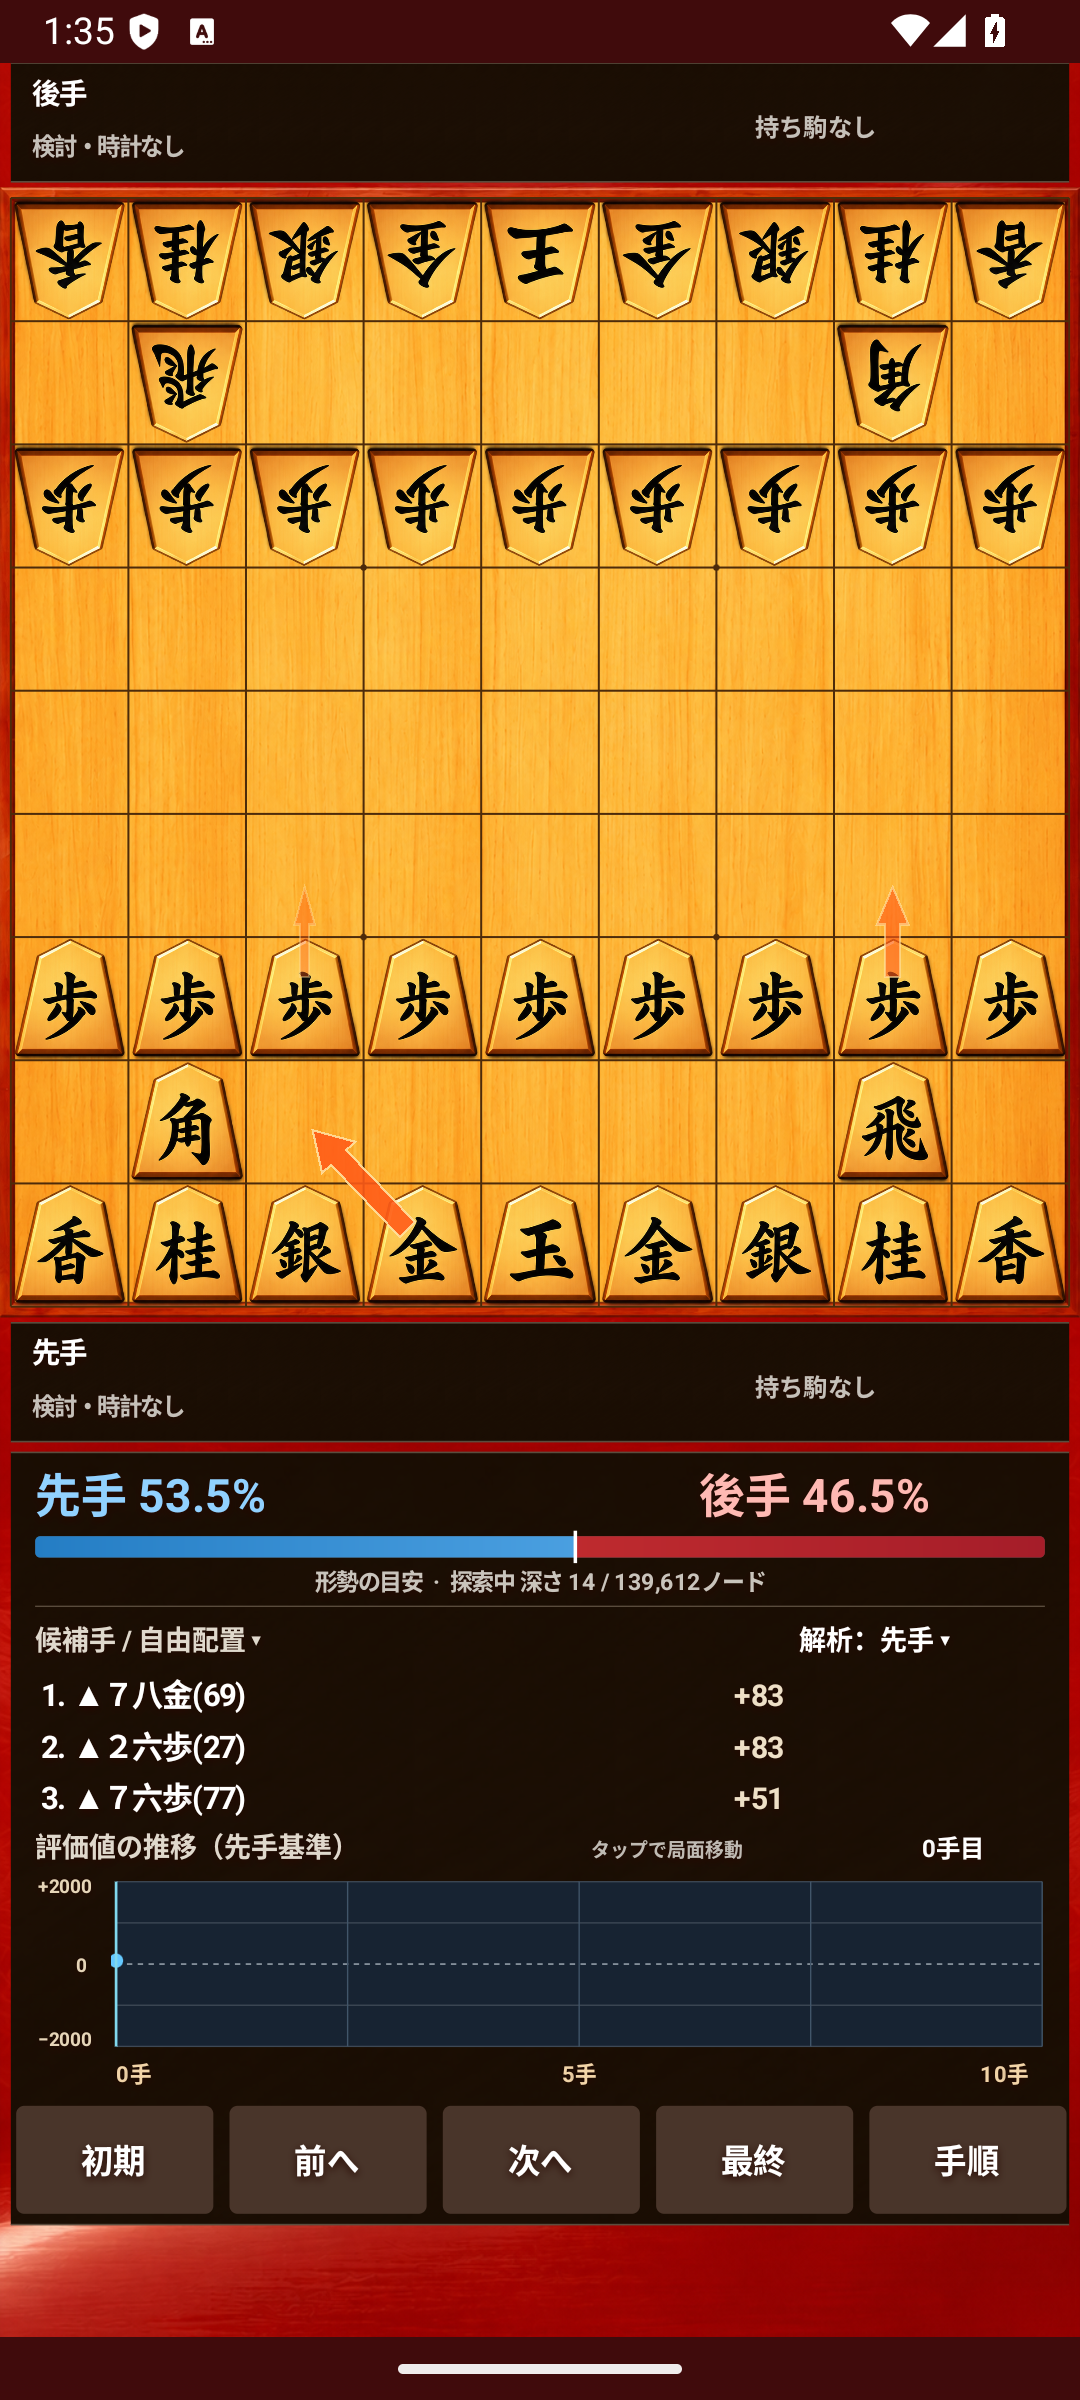 1:35
後手
検討・時計なし
持ち駒なし
香 桂 銀 金 王 金 銀 桂 香
飛 角
歩 歩 歩 歩 歩 歩 歩 歩 歩
歩 歩 歩 歩 歩 歩 歩 歩 歩
角 飛
香 桂 銀 金 玉 金 銀 桂 香
先手
検討・時計なし
持ち駒なし
先手 53.5% 後手 46.5%
形勢の目安 · 探索中 深さ 14 / 139,612ノード
候補手 / 自由配置 ▾ 解析：先手 ▾
1. ▲７八金(69) +83
2. ▲２六歩(27) +83
3. ▲７六歩(77) +51
評価値の推移（先手基準） タップで局面移動 0手目
+2000
0
−2000
0手 5手 10手
初期 前へ 次へ 最終 手順